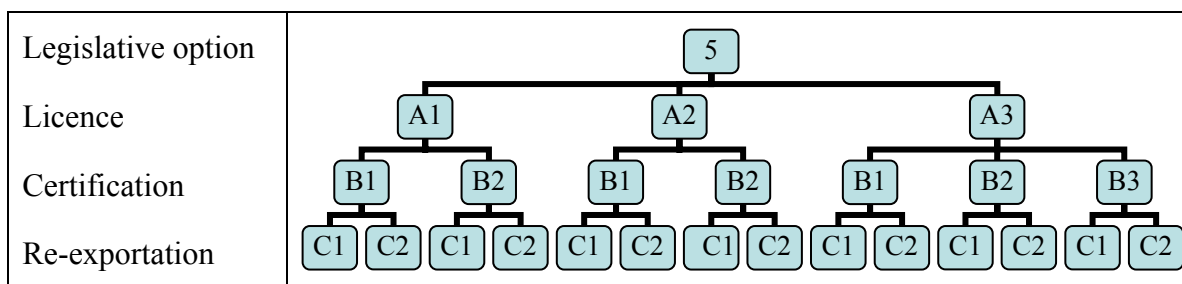 Legislative option 5
Licence A1 A2 A3
Certification B1 B2 B1 B2 B1 B2 B3
Re-exportation C1 C2 C1 C2 C1 C2 C1 C2 C1 C2 C1 C2 C1 C2